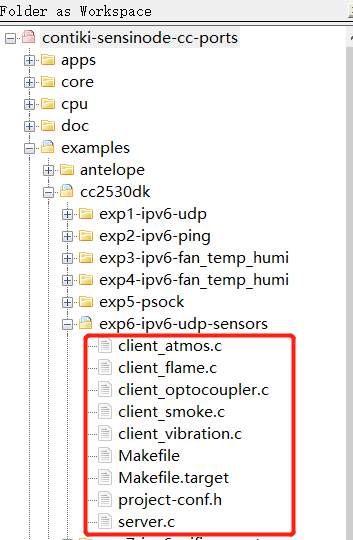 Folder as Workspace
contiki-sensinode-cc-ports
apps
core
cpu
doc
examples
antelope
cc2530dk
exp1-ipv6-udp
exp2-ipv6-ping
exp3-ipv6-fan_temp_humi
exp4-ipv6-fan_temp_humi
exp5-psock
exp6-ipv6-udp-sensors
client_atmos.c
client_flame.c
client_optocoupler.c
client_smoke.c
client_vibration.c
Makefile
Makefile.target
project-conf.h
server.c